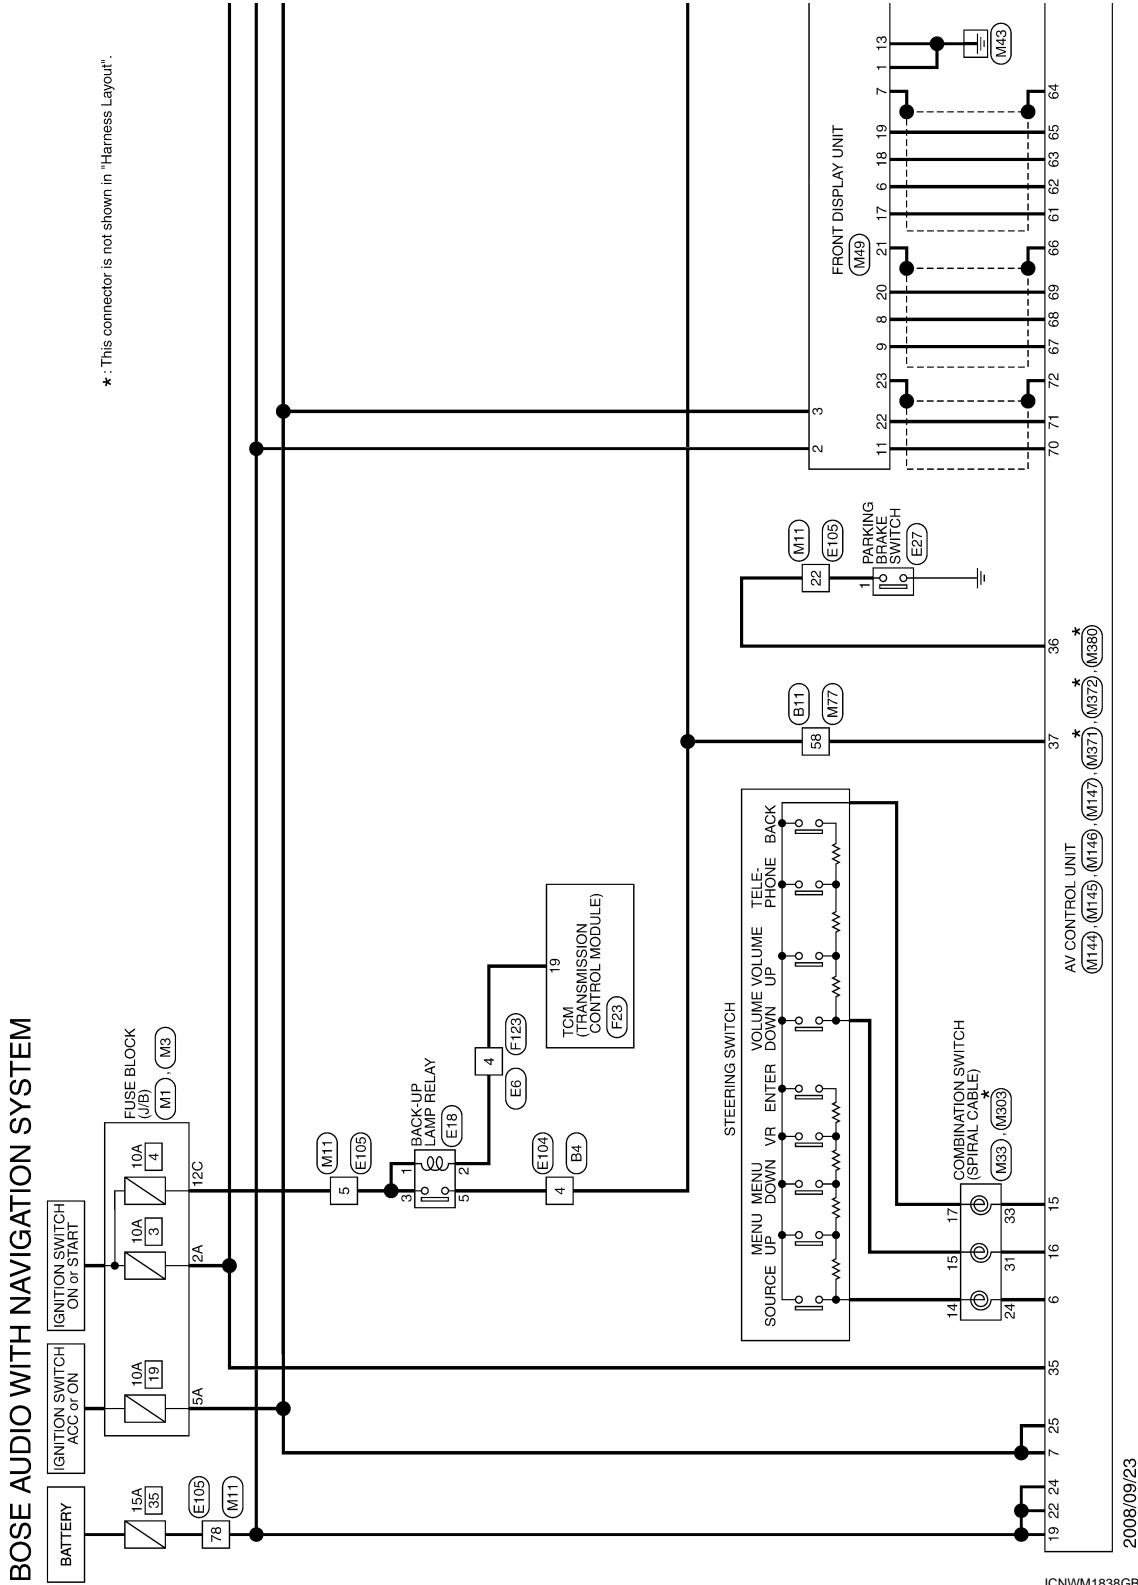 BOSE AUDIO WITH NAVIGATION SYSTEM
* : This connector is not shown in "Harness Layout".
BATTERY
IGNITION SWITCH
ACC or ON
IGNITION SWITCH
ON or START
15A
35
10A
19
10A
3
10A
4
FUSE BLOCK
(J/B)
M1 , M3
E105
M11
78
5A
2A
12C
M11
E105
5
BACK-UP
LAMP RELAY
E18
1
3
2
5
4
E6
F123
19
TCM
(TRANSMISSION
CONTROL MODULE)
F23
E104
B4
4
STEERING SWITCH
SOURCE
MENU
UP
MENU
DOWN
VR
ENTER
VOLUME
DOWN
VOLUME
UP
TELE-
PHONE
BACK
COMBINATION SWITCH
(SPIRAL CABLE)
M33 , M303 *
14
15
17
24
31
33
B11
M77
58
M11
E105
22
PARKING
BRAKE
SWITCH
E27
1
FRONT DISPLAY UNIT
M49
2
3
11
22
23
9
8
20
21
17
6
18
19
7
1
13
M43
19
22
24
7
25
35
6
16
15
37
36
70
71
72
67
68
69
66
61
62
63
65
64
AV CONTROL UNIT
M144 , M145 , M146 , M147 , M371 * , M372 * , M380 *
2008/09/23
JCNWM1838GB